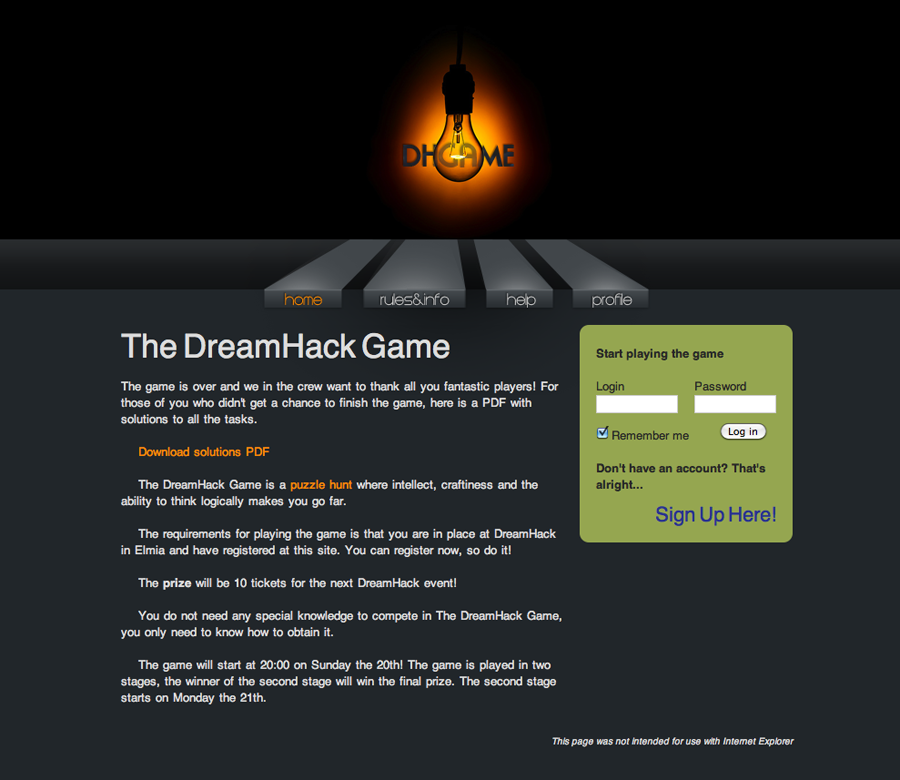 DHGAME
home rules&info help profile
The DreamHack Game
The game is over and we in the crew want to thank all you fantastic players! For
those of you who didn't get a chance to finish the game, here is a PDF with
solutions to all the tasks.
Download solutions PDF
The DreamHack Game is a puzzle hunt where intellect, craftiness and the
ability to think logically makes you go far.
The requirements for playing the game is that you are in place at DreamHack
in Elmia and have registered at this site. You can register now, so do it!
The prize will be 10 tickets for the next DreamHack event!
You do not need any special knowledge to compete in The DreamHack Game,
you only need to know how to obtain it.
The game will start at 20:00 on Sunday the 20th! The game is played in two
stages, the winner of the second stage will win the final prize. The second stage
starts on Monday the 21th.
Start playing the game
Login Password
Remember me Log in
Don't have an account? That's
alright...
Sign Up Here!
This page was not intended for use with Internet Explorer